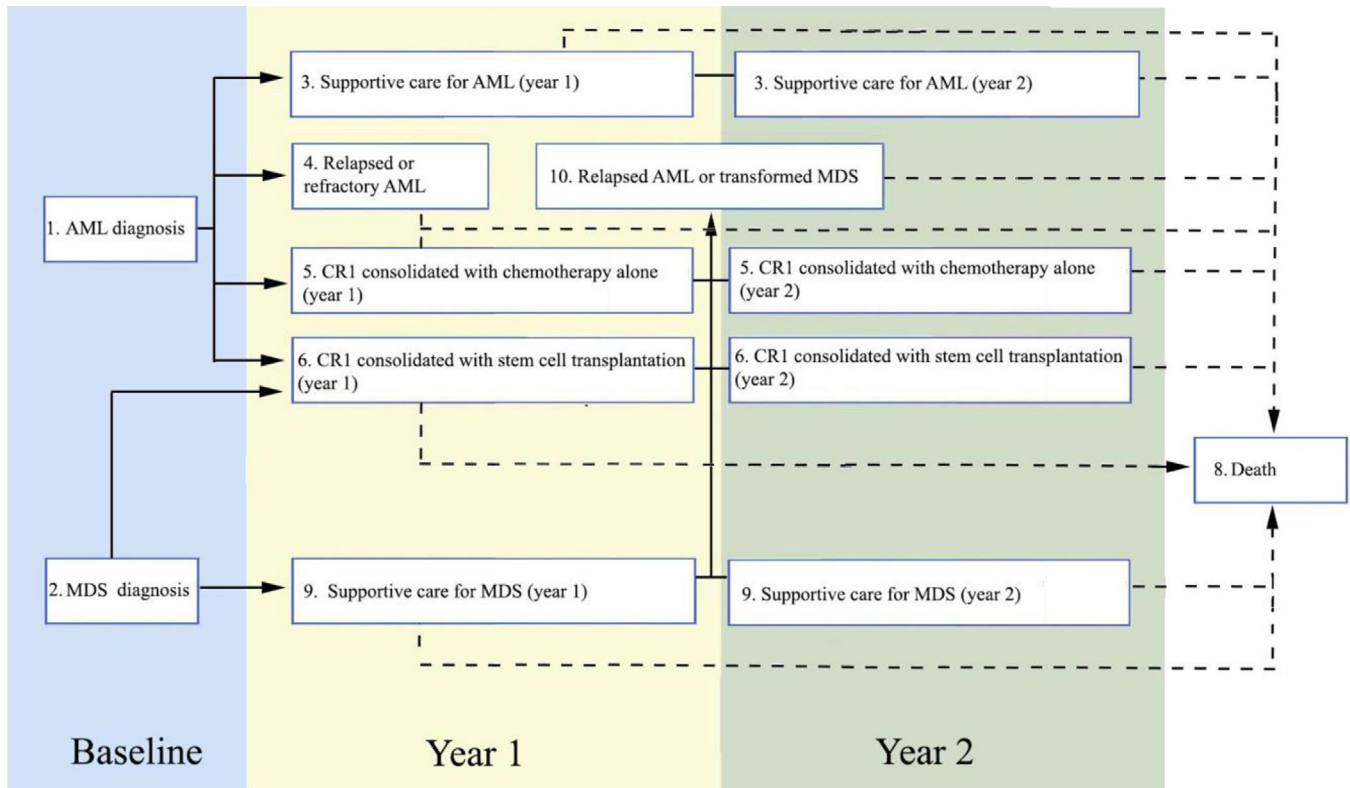 3. Supportive care for AML (year 1)
3. Supportive care for AML (year 2)
4. Relapsed or
refractory AML
10. Relapsed AML or transformed MDS
1. AML diagnosis
5. CR1 consolidated with chemotherapy alone
(year 1)
5. CR1 consolidated with chemotherapy alone
(year 2)
6. CR1 consolidated with stem cell transplantation
(year 1)
6. CR1 consolidated with stem cell transplantation
(year 2)
8. Death
2. MDS diagnosis
9. Supportive care for MDS (year 1)
9. Supportive care for MDS (year 2)
Baseline
Year 1
Year 2